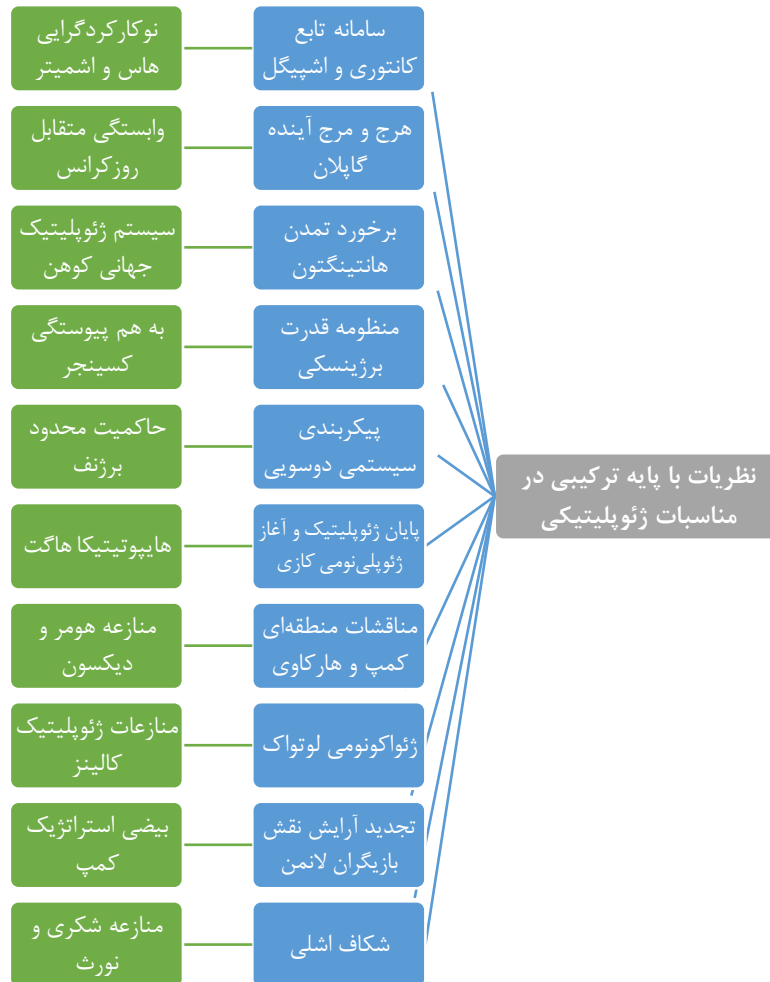 نظریات با پایه ترکیبی در
مناسبات ژئوپلیتیکی
سامانه تابع
کانتوری و اشپیگل
نوکارکردگرایی
هاس و اشمیتر
هرج و مرج آینده
گاپلان
وابستگی متقابل
روزکرانس
برخورد تمدن
هانتینگتون
سیستم ژئوپلیتیک
جهانی کوهن
منظومه قدرت
برژینسکی
به هم پیوستگی
کسینجر
پیکربندی
سیستمی دوسویی
حاکمیت محدود
برژنف
پایان ژئوپلیتیک و آغاز
ژئوپلی‌نومی کازی
هایپوتیتیکا هاگت
مناقشات منطقه‌ای
کمپ و هارکاوی
منازعه هومر و
دیکسون
ژئواکونومی لوتواک
منازعات ژئوپلیتیک
کالینز
تجدید آرایش نقش
بازیگران لانمن
بیضی استراتژیک
کمپ
شکاف اشلی
منازعه شکری و
نورث